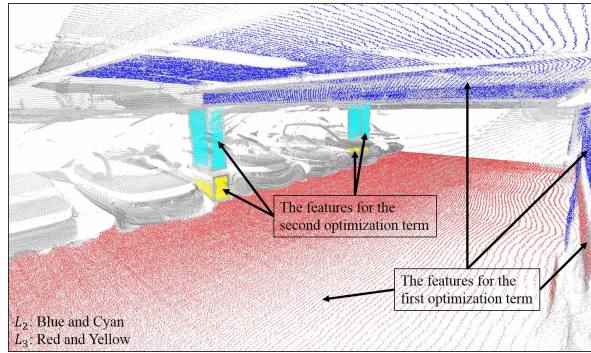 The features for the
second optimization term
The features for the
first optimization term
L₂: Blue and Cyan
L₃: Red and Yellow